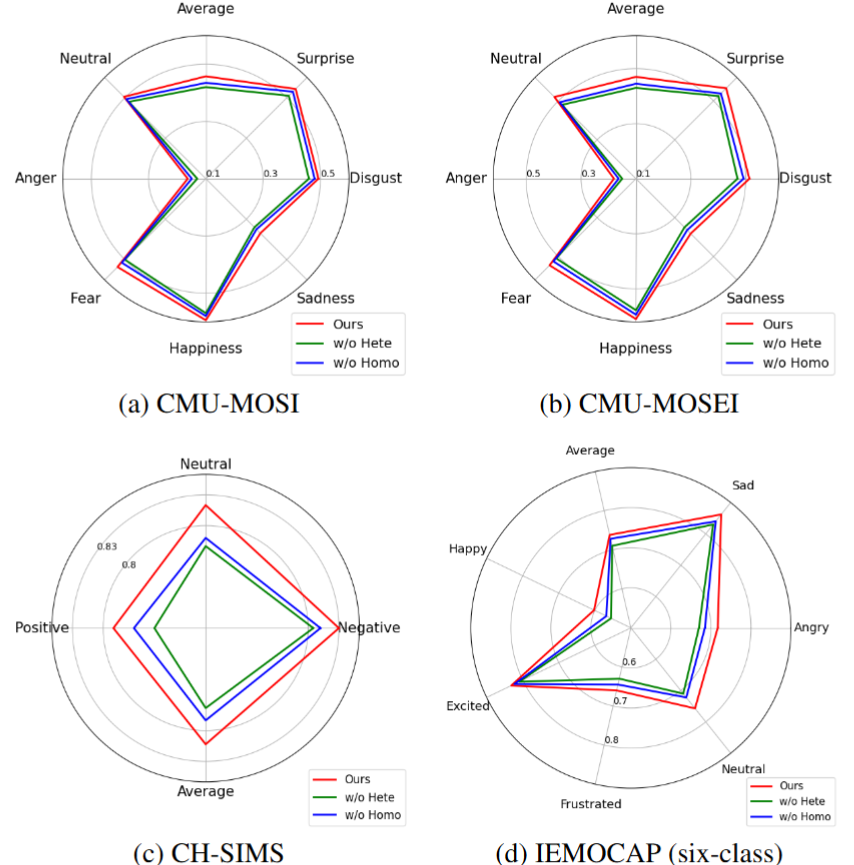 Average
Average
Neutral
Surprise
Neutral
Surprise
Anger
0.1
0.3
0.5
Disgust
Anger
0.5
0.3
0.1
Disgust
Fear
Sadness
Fear
Sadness
Happiness
Happiness
Ours
w/o Hete
w/o Homo
Ours
w/o Hete
w/o Homo
(a) CMU-MOSI
(b) CMU-MOSEI
Neutral
0.83
0.8
Positive
Negative
Average
Ours
w/o Hete
w/o Homo
Average
Sad
Happy
Angry
0.6
0.7
0.8
Excited
Neutral
Frustrated
Ours
w/o Hete
w/o Homo
(c) CH-SIMS
(d) IEMOCAP (six-class)